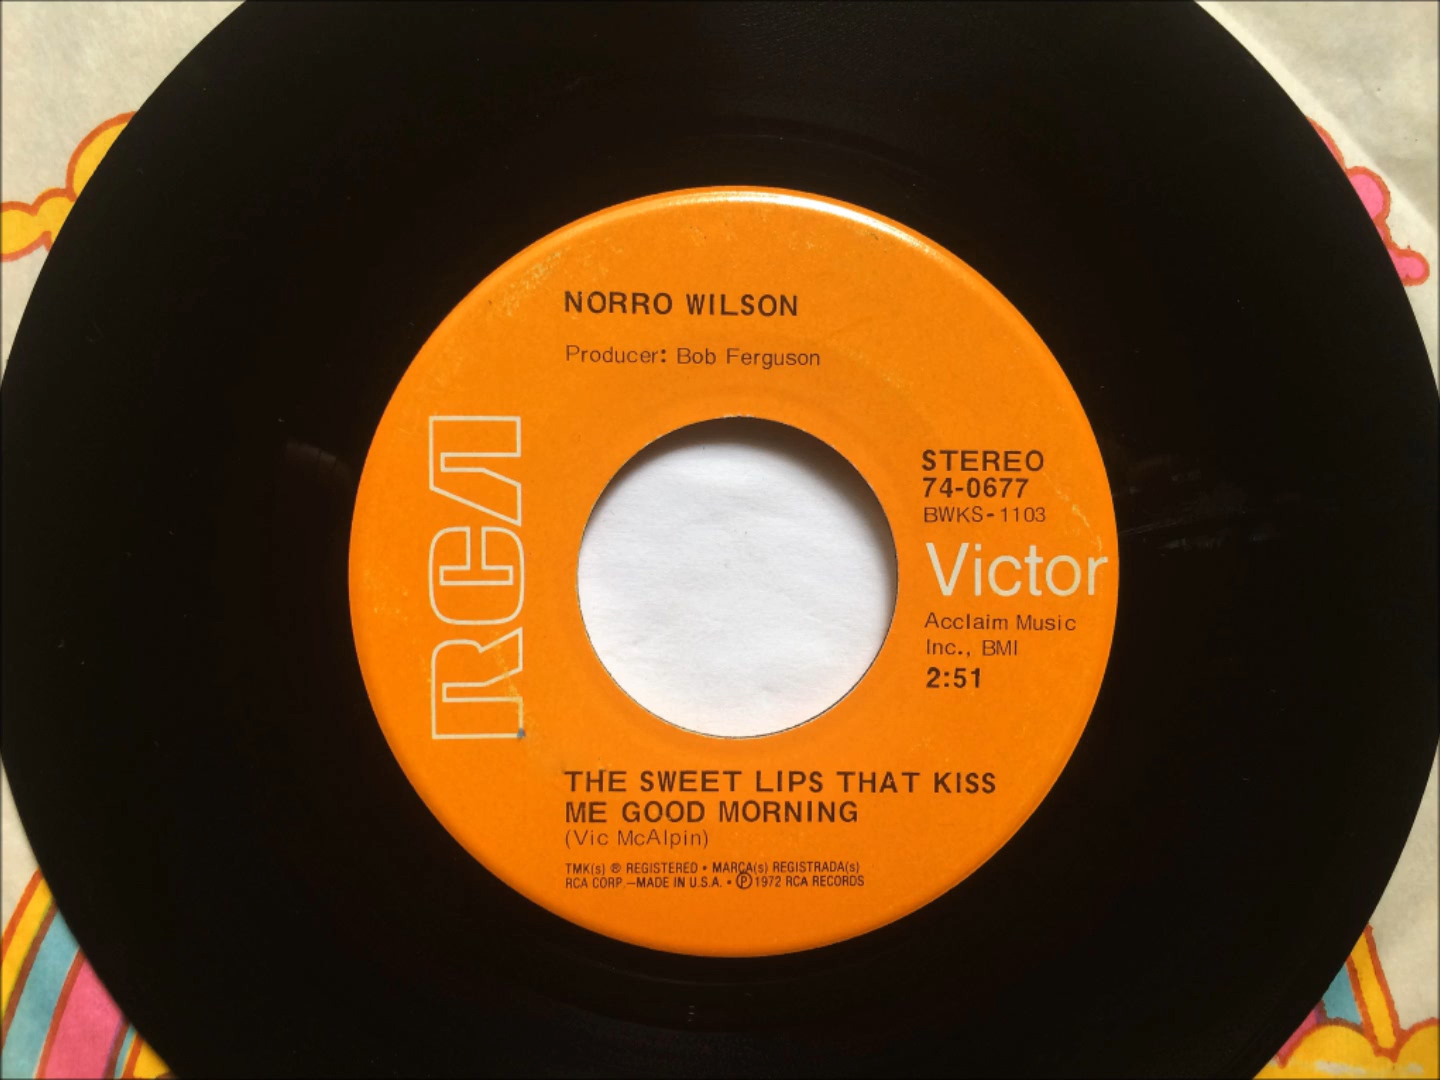 NORRO WILSON
Producer: Bob Ferguson
RCA
STEREO
74-0677
BWKS-1103
Victor
Acclaim Music
Inc., BMI
2:51
THE SWEET LIPS THAT KISS
ME GOOD MORNING
(Vic McAlpin)
TMK(s) ® REGISTERED • MARCA(s) REGISTRADA(s)
RCA CORP.—MADE IN U.S.A. • ℗ 1972 RCA RECORDS